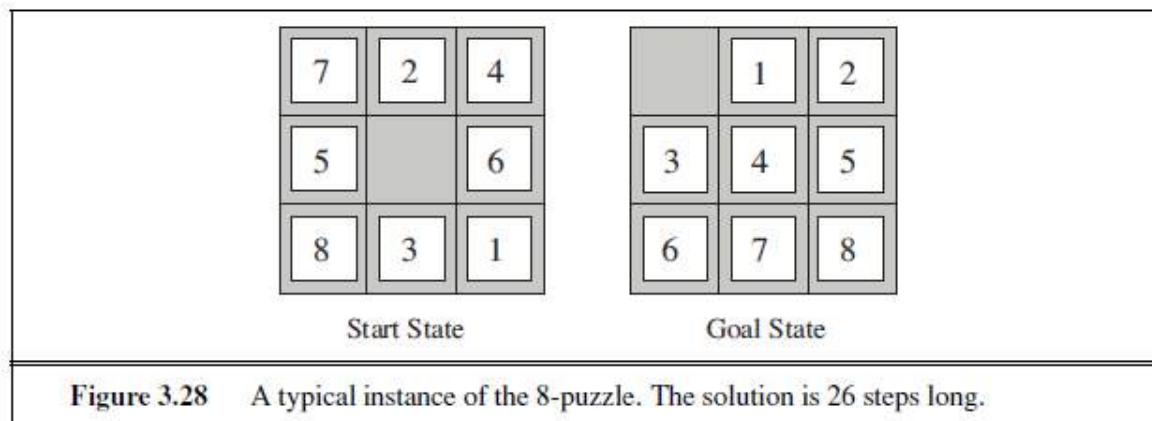 7 2 4 1 2
5 6 3 4 5
8 3 1 6 7 8
Start State Goal State
Figure 3.28 A typical instance of the 8-puzzle. The solution is 26 steps long.